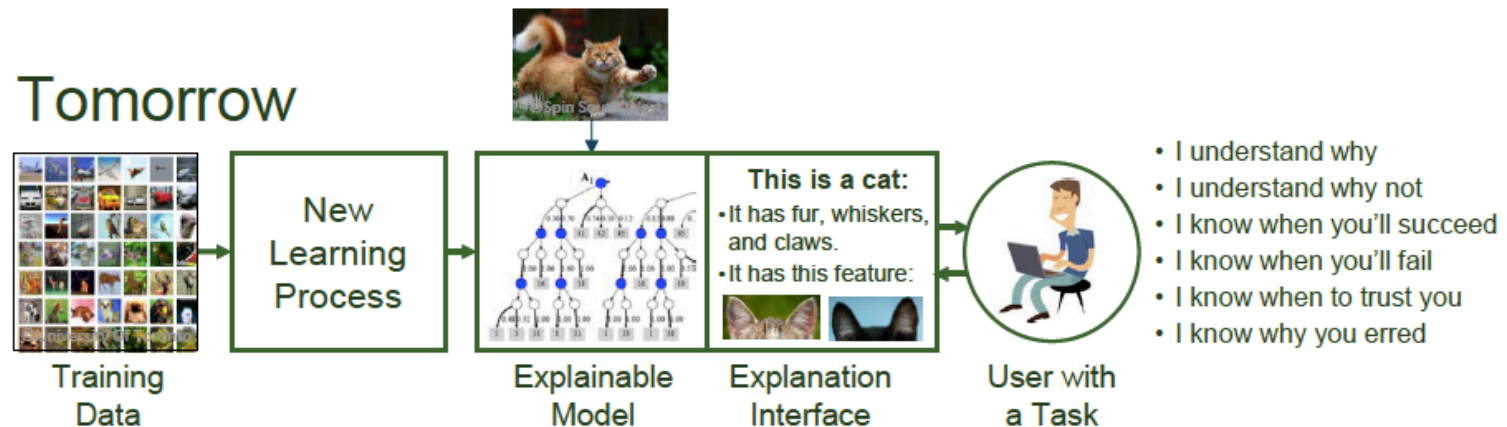 Tomorrow
New
Learning
Process
A1
This is a cat:
•It has fur, whiskers,
and claws.
•It has this feature:
• I understand why
• I understand why not
• I know when you'll succeed
• I know when you'll fail
• I know when to trust you
• I know why you erred
Training
Data
Explainable
Model
Explanation
Interface
User with
a Task